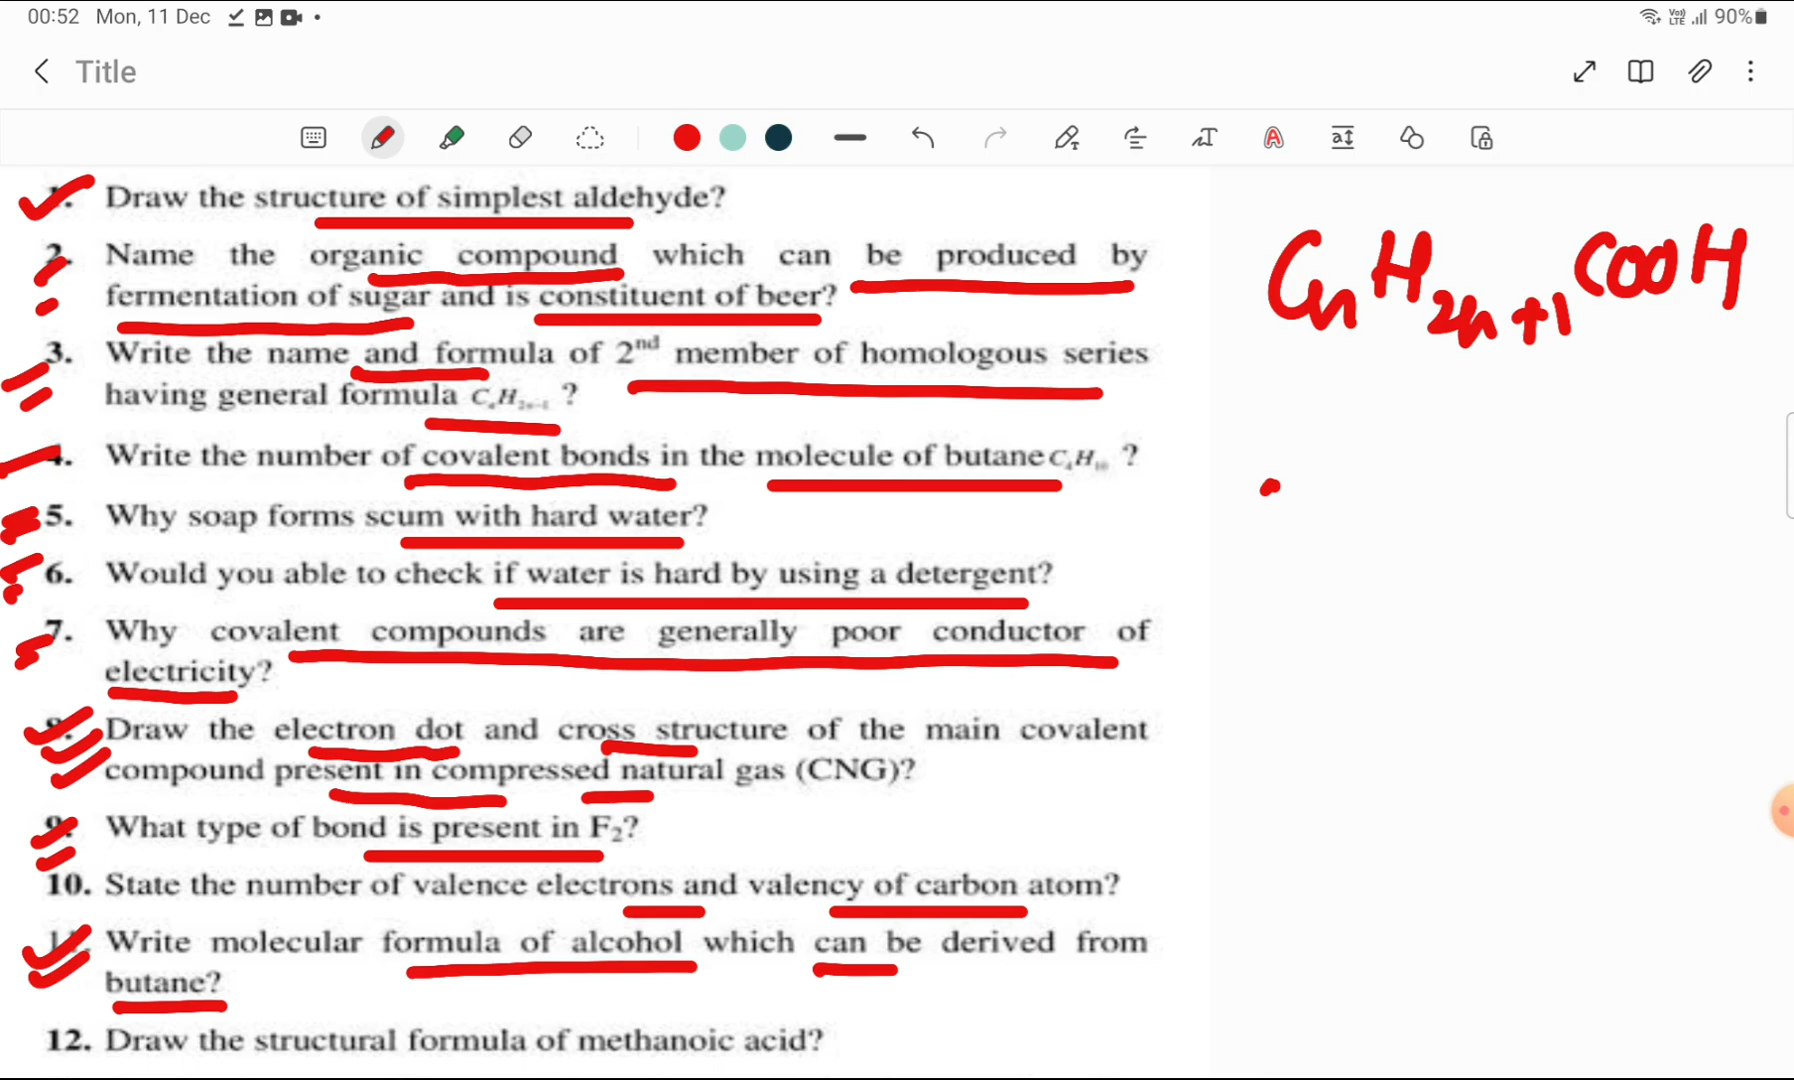 00:52 Mon, 11 Dec
90%
Title
1. Draw the structure of simplest aldehyde?
2. Name the organic compound which can be produced by
fermentation of sugar and is constituent of beer?
3. Write the name and formula of 2nd member of homologous series
having general formula ?
4. Write the number of covalent bonds in the molecule of butane C₄H₁₀ ?
5. Why soap forms scum with hard water?
6. Would you able to check if water is hard by using a detergent?
7. Why covalent compounds are generally poor conductor of
electricity?
8. Draw the electron dot and cross structure of the main covalent
compound present in compressed natural gas (CNG)?
9. What type of bond is present in F₂?
10. State the number of valence electrons and valency of carbon atom?
11. Write molecular formula of alcohol which can be derived from
butane?
12. Draw the structural formula of methanoic acid?
CnH2n+1COOH